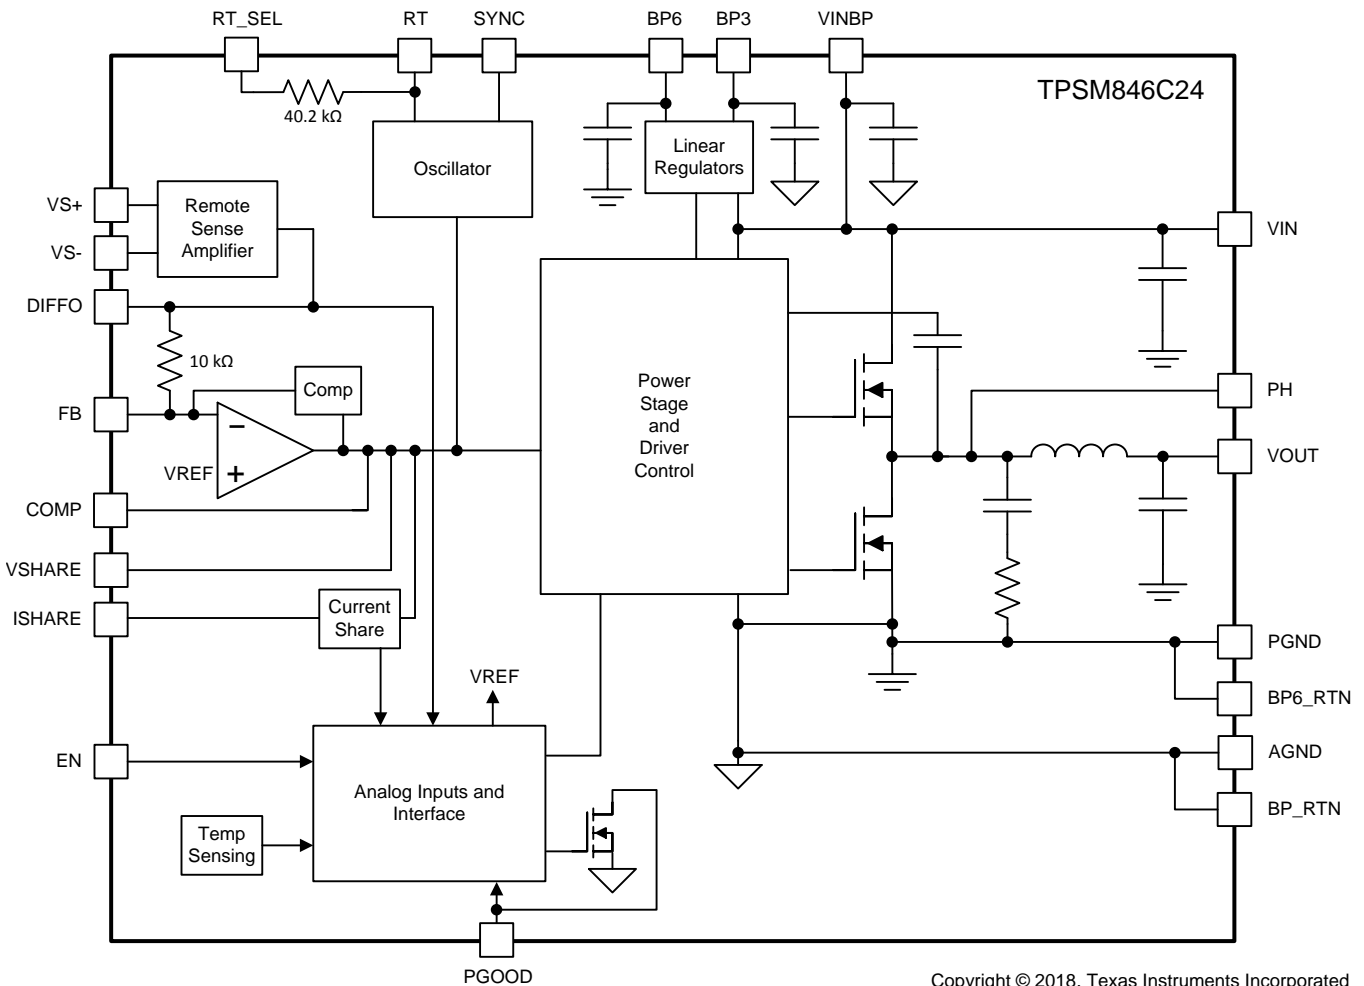 RT_SEL
RT
SYNC
BP6
BP3
VINBP
TPSM846C24
40.2 kΩ
Oscillator
Linear
Regulators
VS+
Remote
Sense
Amplifier
VS-
VIN
DIFFO
10 kΩ
Comp
FB
VREF
Power
Stage
and
Driver
Control
PH
VOUT
COMP
VSHARE
ISHARE
Current
Share
PGND
VREF
BP6_RTN
EN
AGND
Analog Inputs and
Interface
BP_RTN
Temp
Sensing
PGOOD
Copyright © 2018, Texas Instruments Incorporated